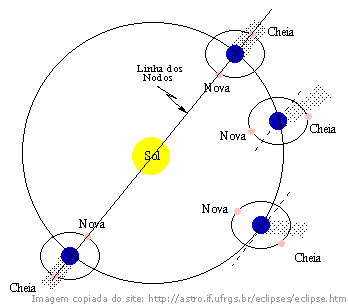 Cheia
Linha dos
Nodos
Nova
Nova
Cheia
Sol
Nova
Nova
Cheia
Cheia
Imagem copiada do site: http://astro.if.ufrgs.br/eclipses/eclipse.htm